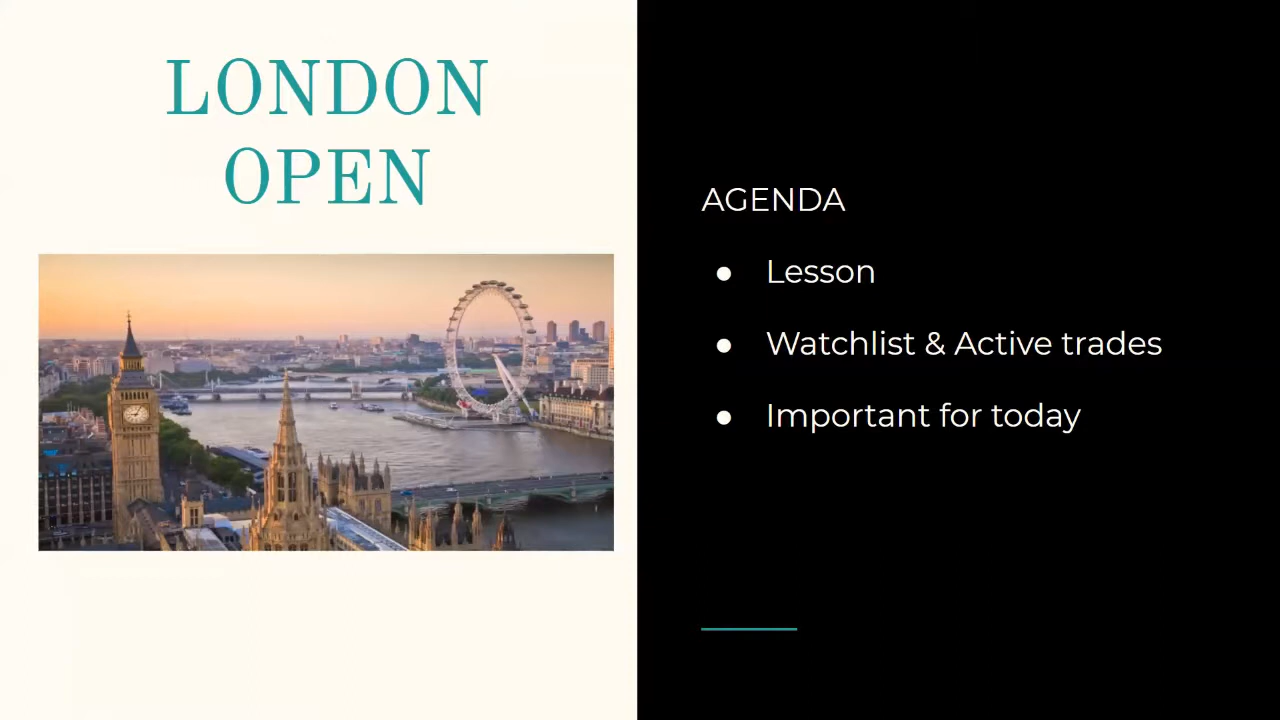 LONDON
OPEN
AGENDA
● Lesson
● Watchlist & Active trades
● Important for today